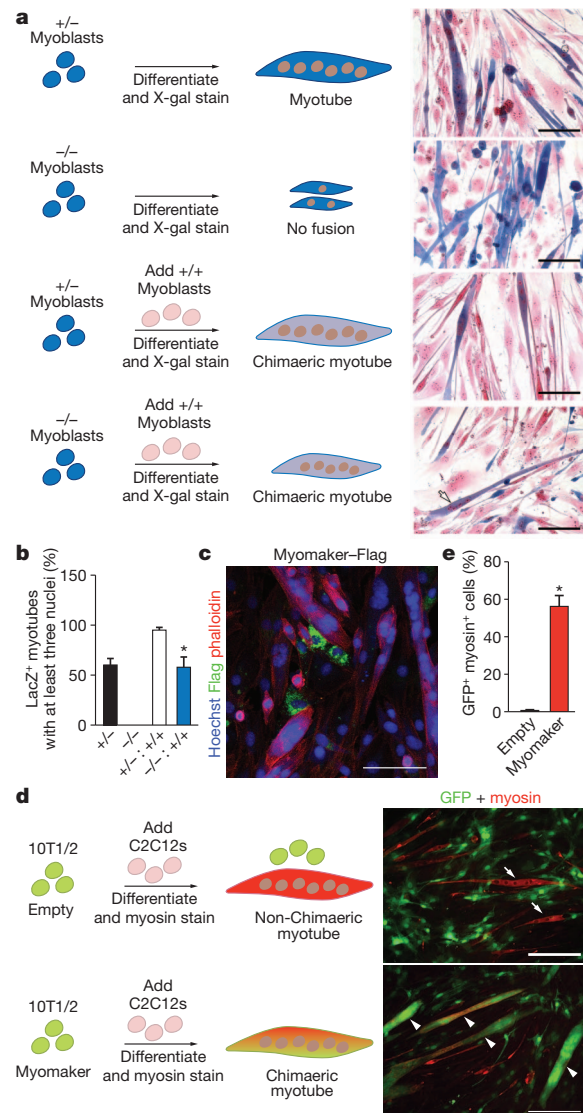 a
+/–
Myoblasts
Differentiate
and X-gal stain
Myotube
–/–
Myoblasts
Differentiate
and X-gal stain
No fusion
+/–
Myoblasts
Add +/+
Myoblasts
Differentiate
and X-gal stain
Chimaeric myotube
–/–
Myoblasts
Add +/+
Myoblasts
Differentiate
and X-gal stain
Chimaeric myotube
b
LacZ+ myotubes
with at least three nuclei (%)
150
100
50
0
*
+/–
–/–
+/– : +/+
–/– : +/+
c
Myomaker–Flag
Hoechst Flag phalloidin
e
GFP+ myosin+ cells (%)
80
60
40
20
0
*
Empty
Myomaker
d
GFP + myosin
10T1/2
Empty
Add
C2C12s
Differentiate
and myosin stain
Non-Chimaeric
myotube
10T1/2
Myomaker
Add
C2C12s
Differentiate
and myosin stain
Chimaeric
myotube